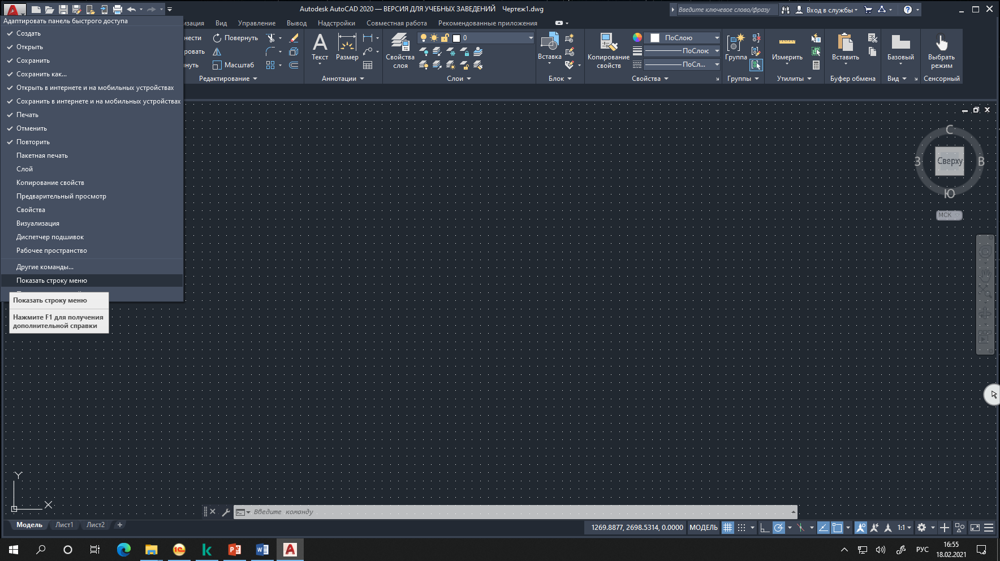 Autodesk AutoCAD 2020 — ВЕРСИЯ ДЛЯ УЧЕБНЫХ ЗАВЕДЕНИЙ Чертеж1.dwg
Введите ключевое слово/фразу
Вход в службы
Адаптировать панель быстрого доступа
Вид Управление Вывод Надстройки Совместная работа Рекомендованные приложения
Создать
Открыть
Сохранить
Сохранить как...
Открыть в интернете и на мобильных устройствах
Сохранить в интернете и на мобильных устройствах
Печать
Отменить
Повторить
Пакетная печать
Слой
Копирование свойств
Предварительный просмотр
Свойства
Визуализация
Диспетчер подшивок
Рабочее пространство
Другие команды...
Показать строку меню
Показать строку меню
Нажмите F1 для получения
дополнительной справки
Повернуть
Масштаб
Редактирование
Текст
Размер
Аннотации
Свойства
слоя
0
Слои
Вставка
Блок
Копирование
свойств
ПоСлою
ПоСлою
ПоСл...
Свойства
Группа
Группы
Измерить
Утилиты
Вставить
Буфер обмена
Базовый
Вид
Выбрать
режим
Сенсорный
С
З
Сверху
В
Ю
МСК
Y
X
Введите команду
Модель Лист1 Лист2 +
1269.8877, 2698.5314, 0.0000 МОДЕЛЬ
1:1
РУС
16:55
18.02.2021